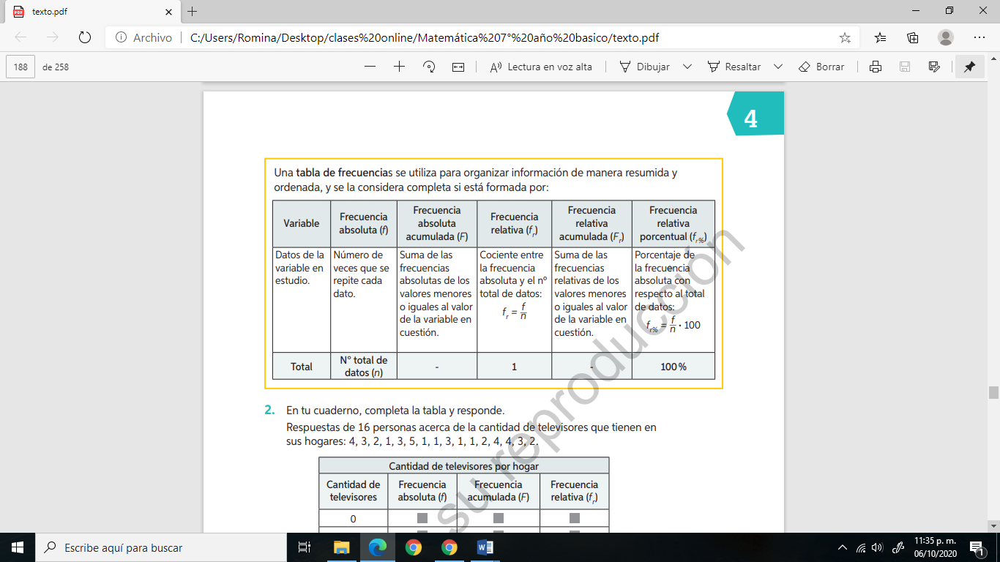 texto.pdf
Archivo
C:/Users/Romina/Desktop/clases%20online/Matemática%207°%20año%20basico/texto.pdf
188 de 258
Lectura en voz alta
Dibujar
Resaltar
Borrar
4
Una tabla de frecuencias se utiliza para organizar información de manera resumida y
ordenada, y se la considera completa si está formada por:
Variable
Frecuencia
absoluta (f)
Frecuencia
absoluta
acumulada (F)
Frecuencia
relativa (fr)
Frecuencia
relativa
acumulada (Fr)
Frecuencia
relativa
porcentual (fr%)
Datos de la
variable en
estudio.
Número de
veces que se
repite cada
dato.
Suma de las
frecuencias
absolutas de los
valores menores
o iguales al valor
de la variable en
cuestión.
Cociente entre
la frecuencia
absoluta y el n°
total de datos:
fr = f/n
Suma de las
frecuencias
relativas de los
valores menores
o iguales al valor
de la variable en
cuestión.
Porcentaje de
la frecuencia
absoluta con
respecto al total
de datos:
fr% = f/n · 100
Total
N° total de
datos (n)
-
1
-
100 %
2. En tu cuaderno, completa la tabla y responde.
Respuestas de 16 personas acerca de la cantidad de televisores que tienen en
sus hogares: 4, 3, 2, 1, 3, 5, 1, 1, 3, 1, 1, 2, 4, 4, 3, 2.
Cantidad de televisores por hogar
Cantidad de
televisores
Frecuencia
absoluta (f)
Frecuencia
acumulada (F)
Frecuencia
relativa (fr)
0
su reproducción
Escribe aquí para buscar
11:35 p. m.
06/10/2020
1